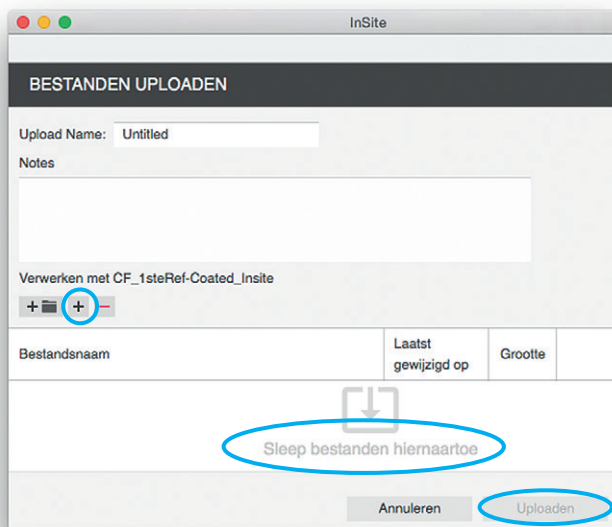 InSite
BESTANDEN UPLOADEN
Upload Name: Untitled
Notes
Verwerken met CF_1steRef-Coated_Insite
Bestandsnaam
Laatst
gewijzigd op
Grootte
Sleep bestanden hiernaartoe
Annuleren
Uploaden